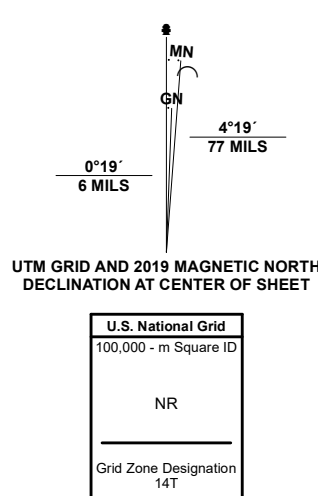 MN
GN
4°19´
77 MILS
0°19´
6 MILS
UTM GRID AND 2019 MAGNETIC NORTH
DECLINATION AT CENTER OF SHEET
U.S. National Grid
100,000 - m Square ID
NR
Grid Zone Designation
14T